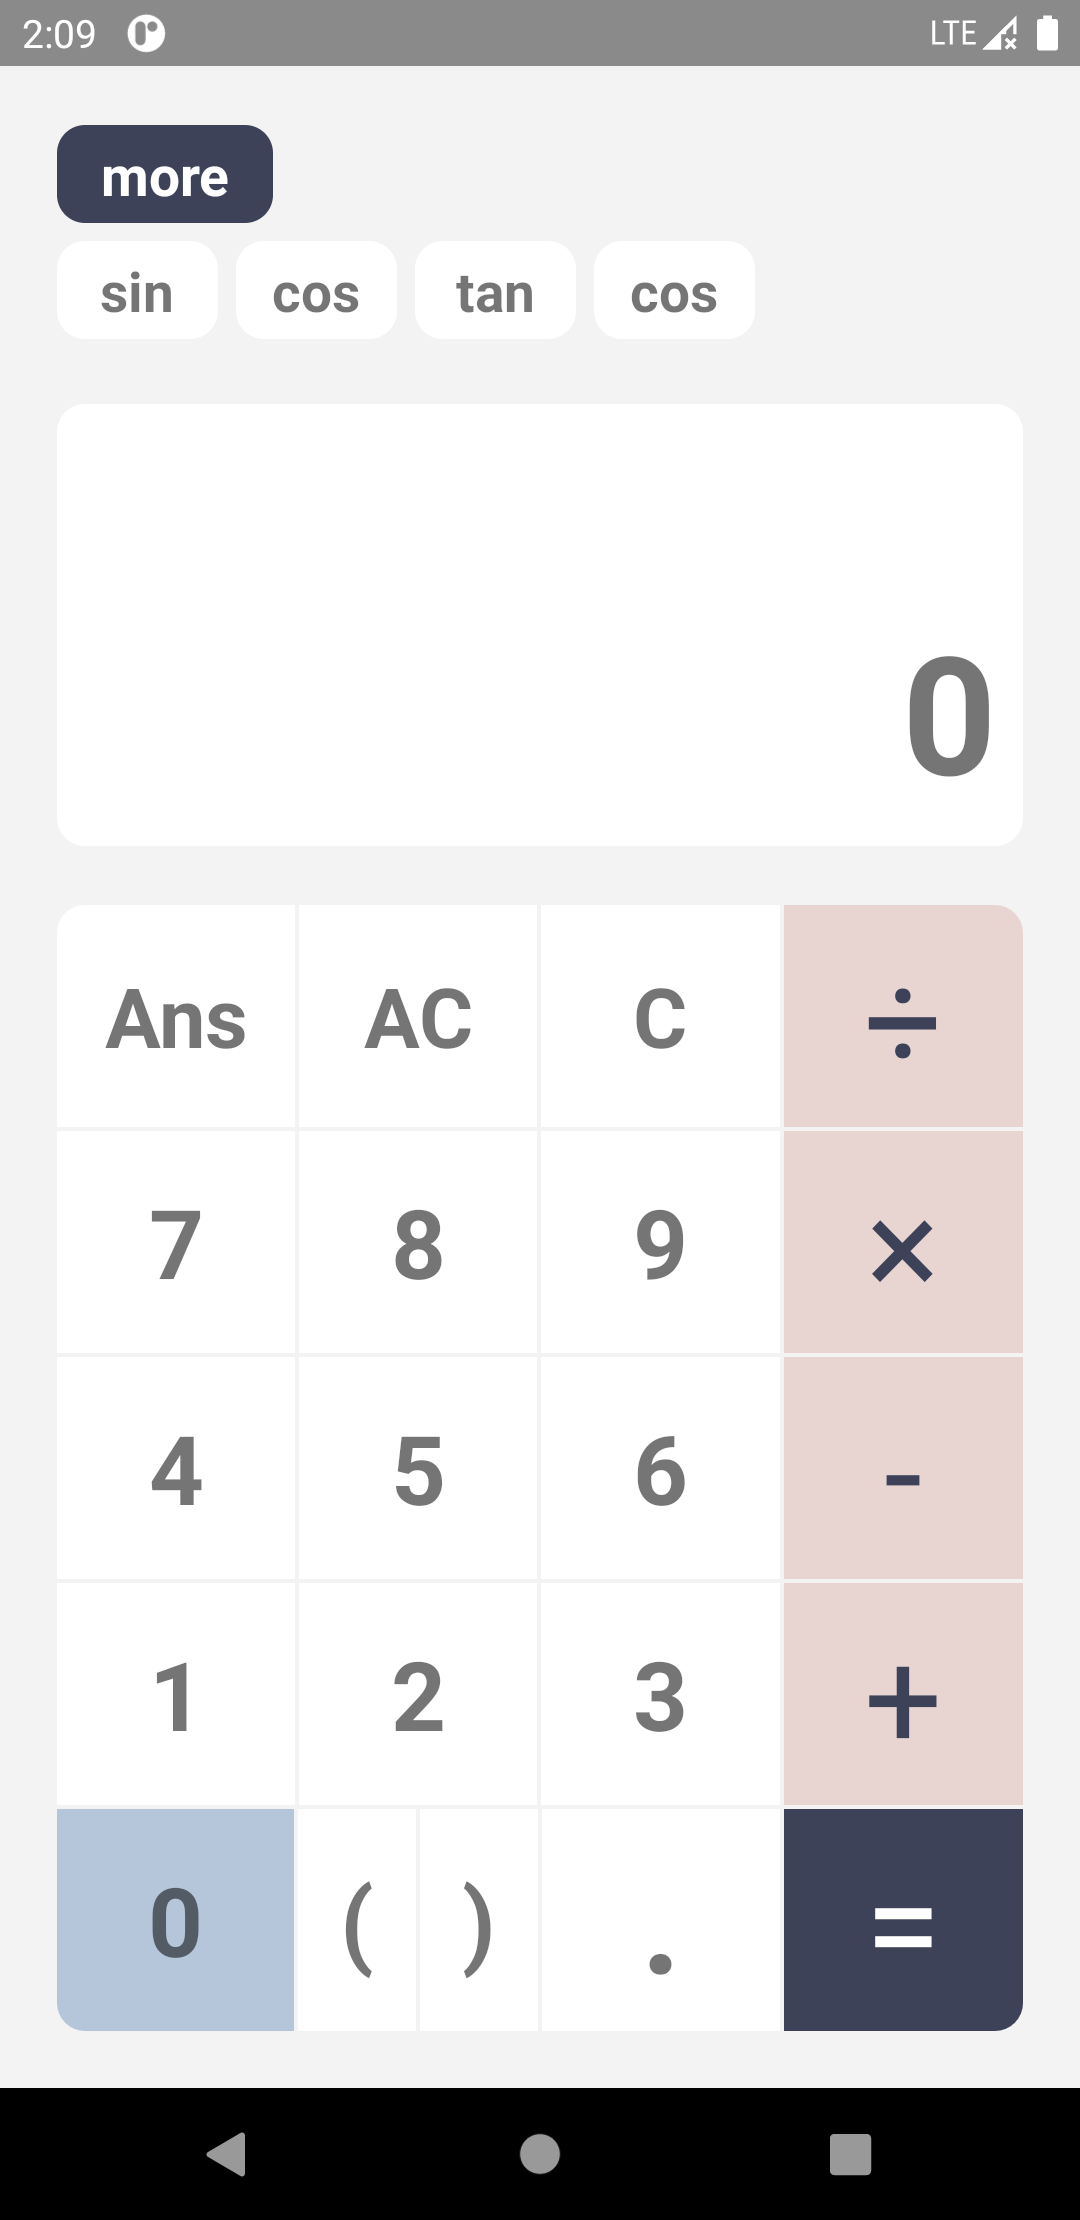 2:09 LTE
more
sin cos tan cos
0
Ans AC C ÷
7 8 9 ×
4 5 6 -
1 2 3 +
0 ( ) . =